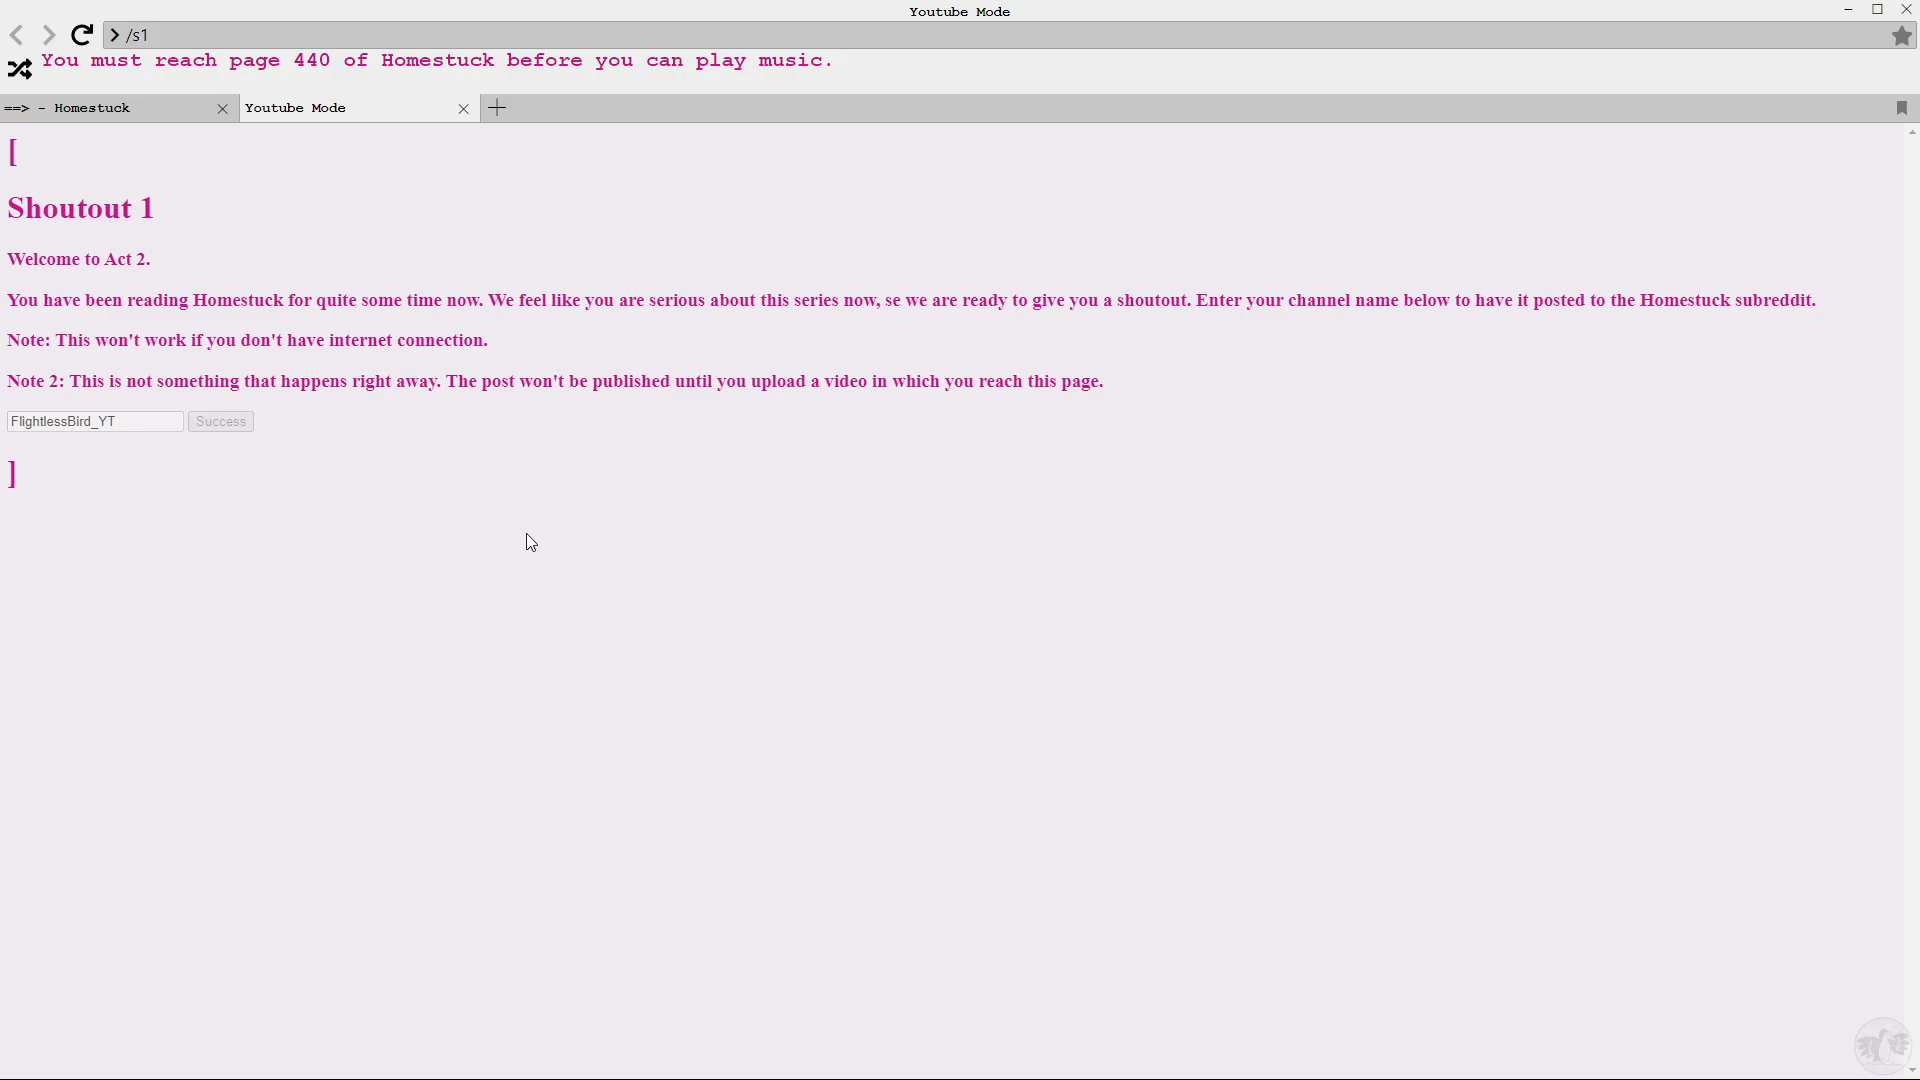 Youtube Mode
/s1
You must reach page 440 of Homestuck before you can play music.
==> - Homestuck
Youtube Mode
[
Shoutout 1
Welcome to Act 2.
You have been reading Homestuck for quite some time now. We feel like you are serious about this series now, se we are ready to give you a shoutout. Enter your channel name below to have it posted to the Homestuck subreddit.
Note: This won't work if you don't have internet connection.
Note 2: This is not something that happens right away. The post won't be published until you upload a video in which you reach this page.
FlightlessBird_YT Success
]